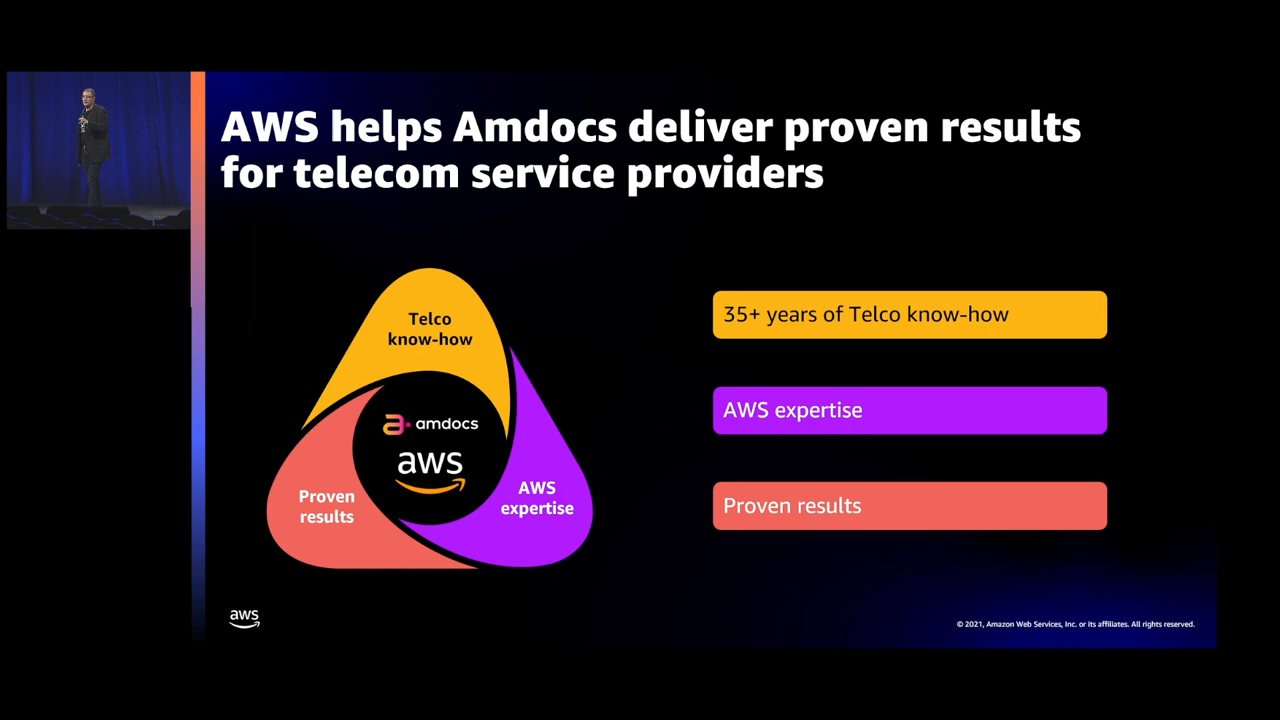 AWS helps Amdocs deliver proven results
for telecom service providers
Telco
know-how
amdocs
aws
Proven
results
AWS
expertise
35+ years of Telco know-how
AWS expertise
Proven results
aws
© 2021, Amazon Web Services, Inc. or its affiliates. All rights reserved.